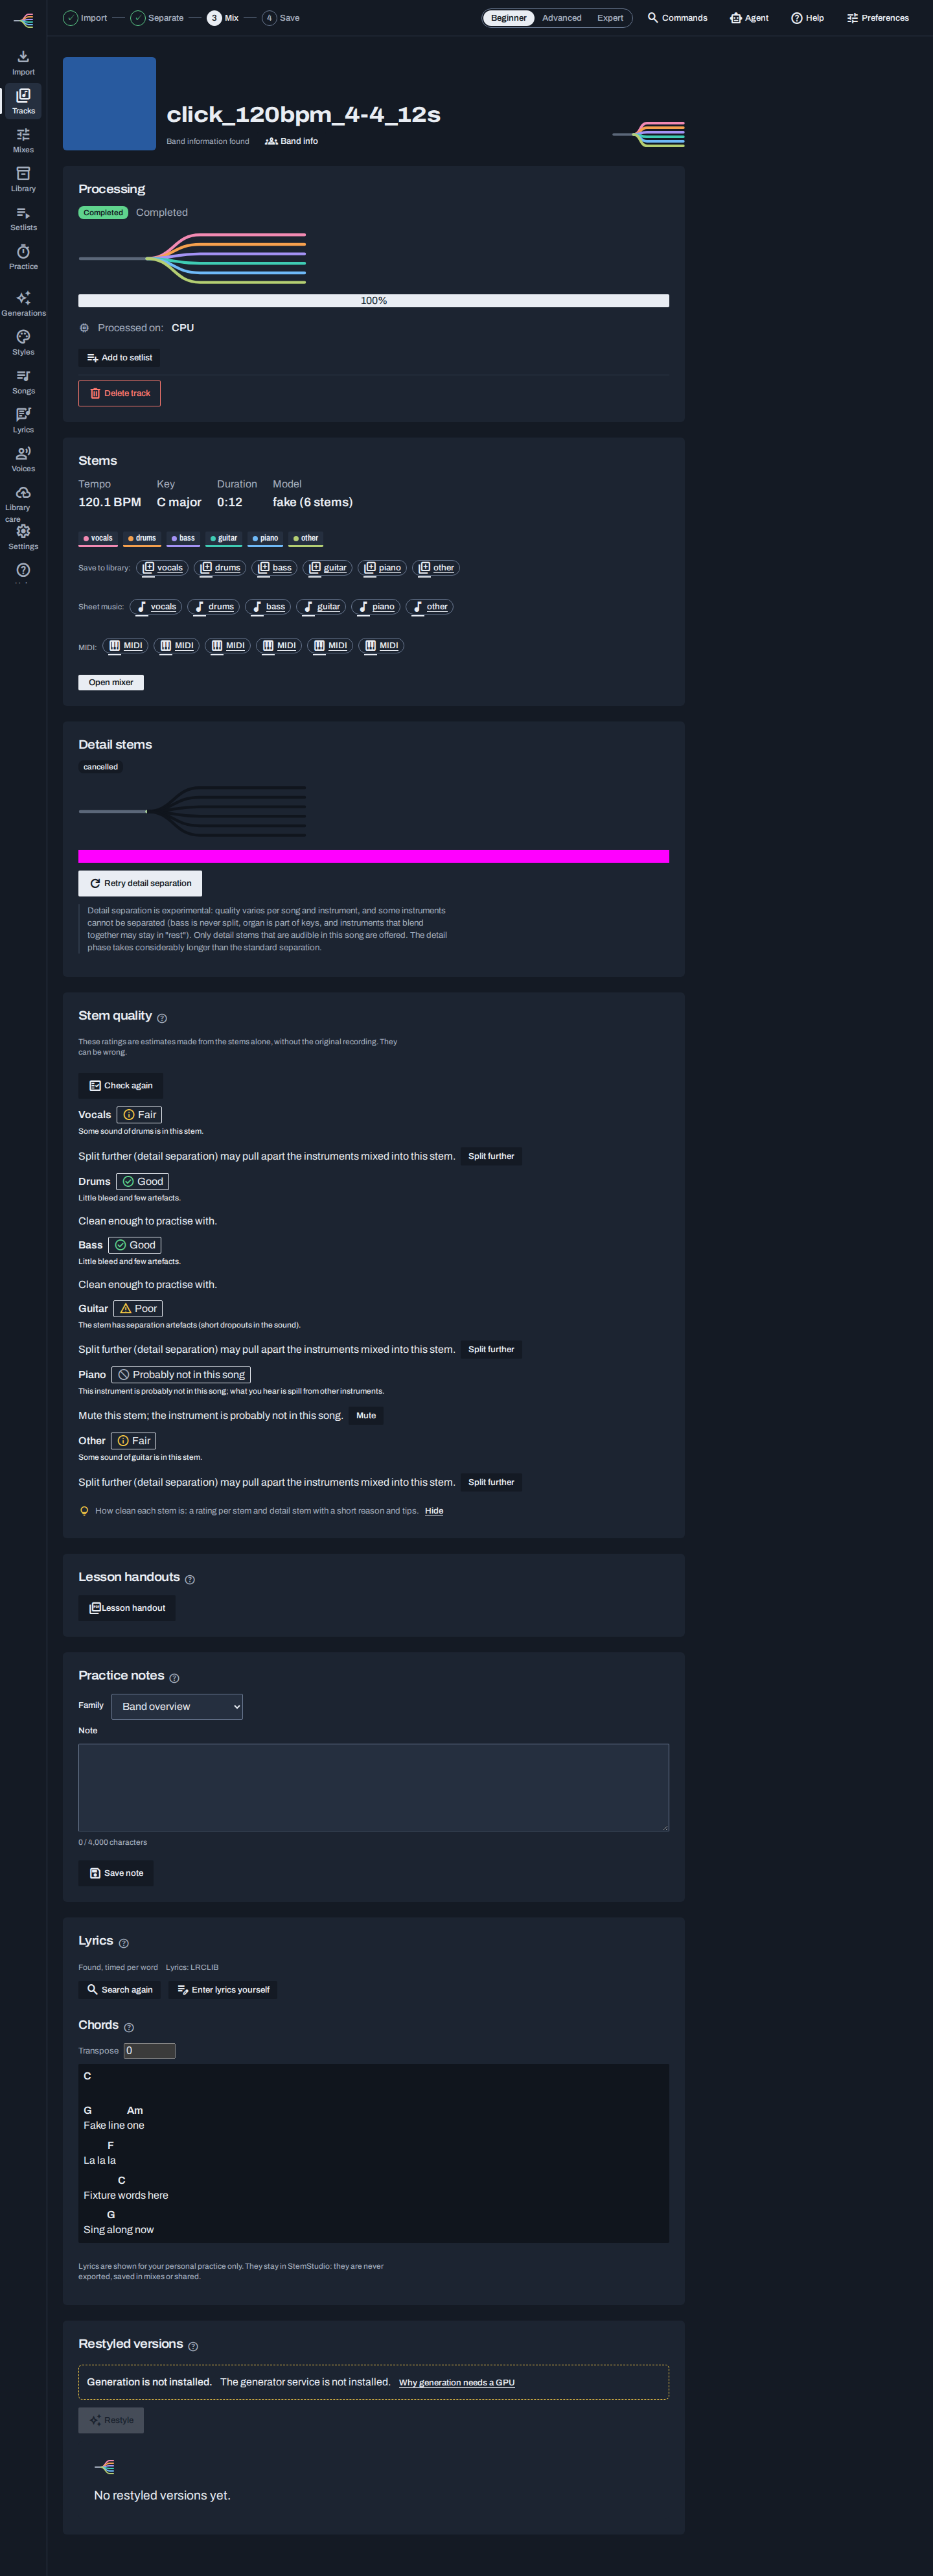 ✓ Import ✓ Separate 3 Mix 4 Save
Beginner Advanced Expert Commands Agent Help Preferences
Import
Tracks
Mixes
Library
Setlists
Practice
Generations
Styles
Songs
Lyrics
Voices
Library care
Settings
click_120bpm_4-4_12s
Band information found Band info
Processing
Completed Completed
100%
Processed on: CPU
Add to setlist
Delete track
Stems
Tempo Key Duration Model
120.1 BPM C major 0:12 fake (6 stems)
vocals drums bass guitar piano other
Save to library: vocals drums bass guitar piano other
Sheet music: vocals drums bass guitar piano other
MIDI: MIDI MIDI MIDI MIDI MIDI MIDI
Open mixer
Detail stems
cancelled
Retry detail separation
Detail separation is experimental: quality varies per song and instrument, and some instruments
cannot be separated (bass is never split, organ is part of keys, and instruments that blend
together may stay in "rest"). Only detail stems that are audible in this song are offered. The detail
phase takes considerably longer than the standard separation.
Stem quality
These ratings are estimates made from the stems alone, without the original recording. They
can be wrong.
Check again
Vocals Fair
Some sound of drums is in this stem.
Split further (detail separation) may pull apart the instruments mixed into this stem. Split further
Drums Good
Little bleed and few artefacts.
Clean enough to practise with.
Bass Good
Little bleed and few artefacts.
Clean enough to practise with.
Guitar Poor
The stem has separation artefacts (short dropouts in the sound).
Split further (detail separation) may pull apart the instruments mixed into this stem. Split further
Piano Probably not in this song
This instrument is probably not in this song; what you hear is spill from other instruments.
Mute this stem; the instrument is probably not in this song. Mute
Other Fair
Some sound of guitar is in this stem.
Split further (detail separation) may pull apart the instruments mixed into this stem. Split further
How clean each stem is: a rating per stem and detail stem with a short reason and tips. Hide
Lesson handouts
Lesson handout
Practice notes
Family Band overview
Note
0 / 4,000 characters
Save note
Lyrics
Found, timed per word Lyrics: LRCLIB
Search again Enter lyrics yourself
Chords
Transpose 0
C
G Am
Fake line one
F
La la la
C
Fixture words here
G
Sing along now
Lyrics are shown for your personal practice only. They stay in StemStudio: they are never
exported, saved in mixes or shared.
Restyled versions
Generation is not installed. The generator service is not installed. Why generation needs a GPU
Restyle
No restyled versions yet.